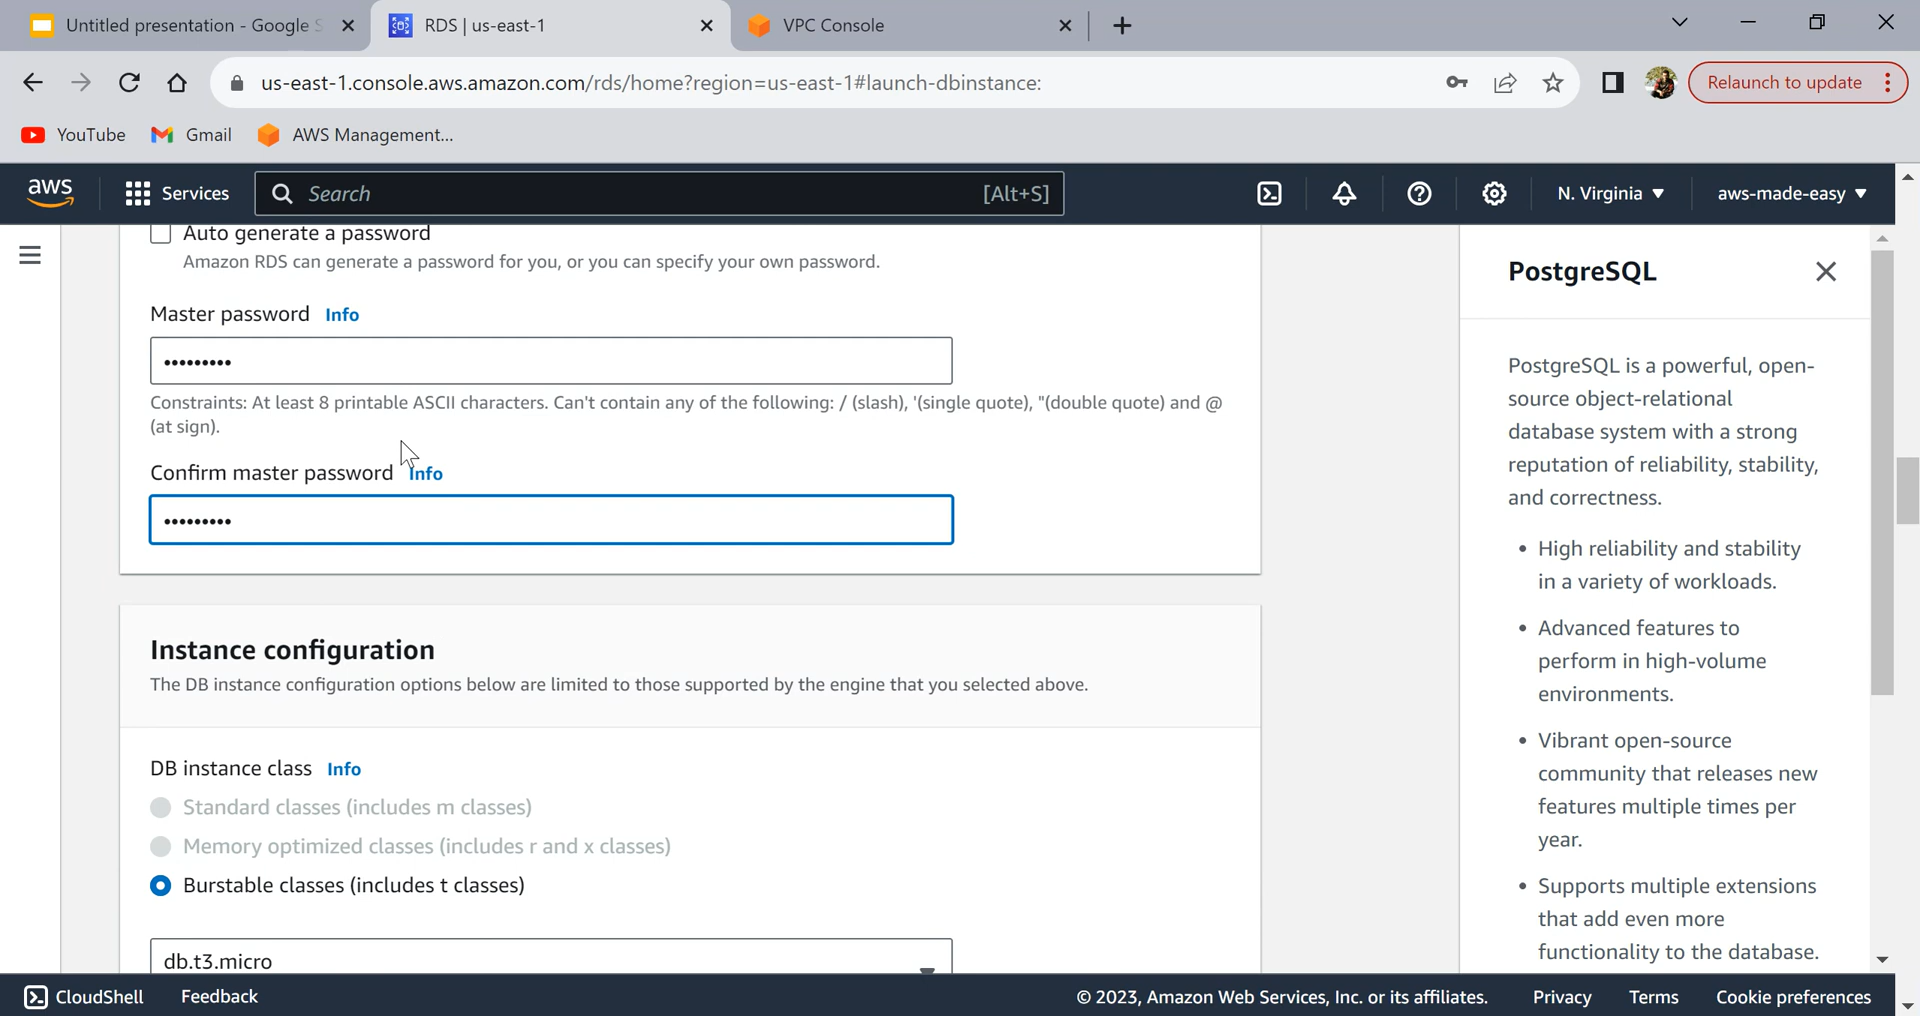 Untitled presentation - Google S
RDS | us-east-1
VPC Console
us-east-1.console.aws.amazon.com/rds/home?region=us-east-1#launch-dbinstance:
Relaunch to update
YouTube
Gmail
AWS Management...
aws
Services
Search
[Alt+S]
N. Virginia
aws-made-easy
Auto generate a password
Amazon RDS can generate a password for you, or you can specify your own password.
Master password Info
•••••••••
Constraints: At least 8 printable ASCII characters. Can't contain any of the following: / (slash), '(single quote), "(double quote) and @
(at sign).
Confirm master password Info
•••••••••
Instance configuration
The DB instance configuration options below are limited to those supported by the engine that you selected above.
DB instance class Info
Standard classes (includes m classes)
Memory optimized classes (includes r and x classes)
Burstable classes (includes t classes)
db.t3.micro
PostgreSQL
PostgreSQL is a powerful, open-
source object-relational
database system with a strong
reputation of reliability, stability,
and correctness.
• High reliability and stability
in a variety of workloads.
• Advanced features to
perform in high-volume
environments.
• Vibrant open-source
community that releases new
features multiple times per
year.
• Supports multiple extensions
that add even more
functionality to the database.
CloudShell
Feedback
© 2023, Amazon Web Services, Inc. or its affiliates.
Privacy
Terms
Cookie preferences